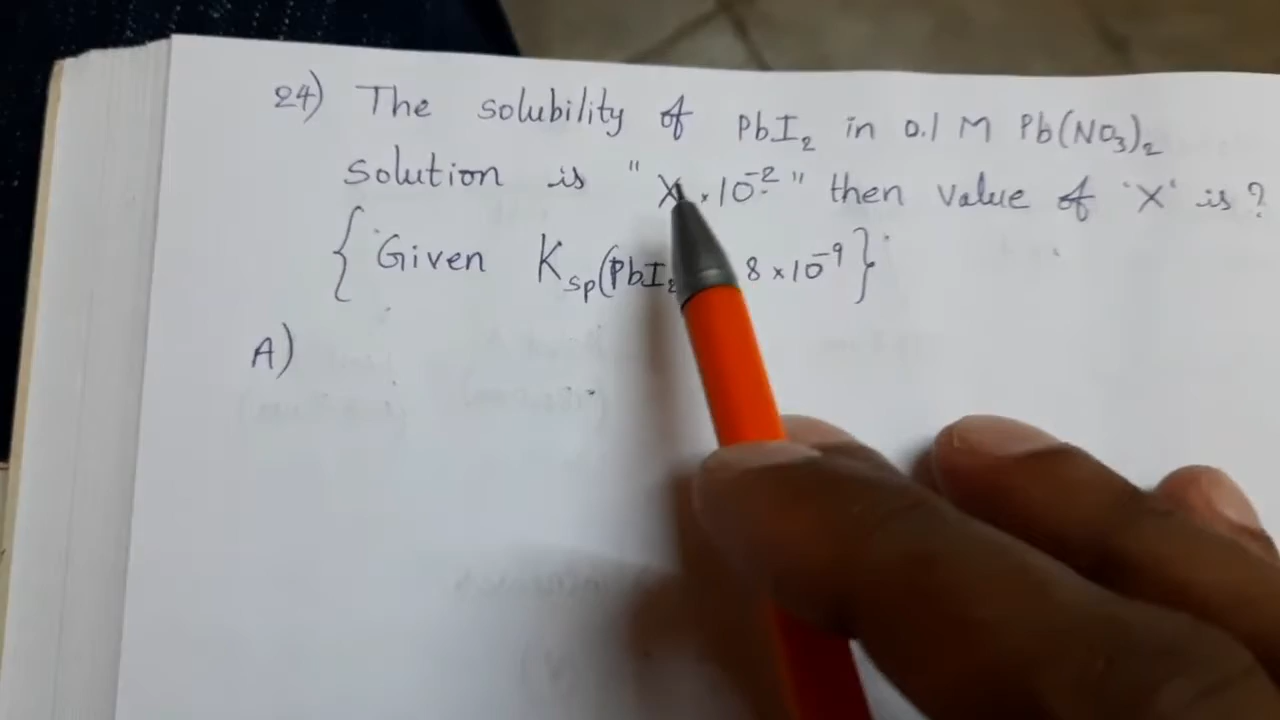 24) The solubility of PbI₂ in 0.1 M Pb(NO₃)₂
solution is "X × 10⁻²" then value of 'X' is?
{Given Ksp(PbI₂ 8×10⁻⁹}
A)